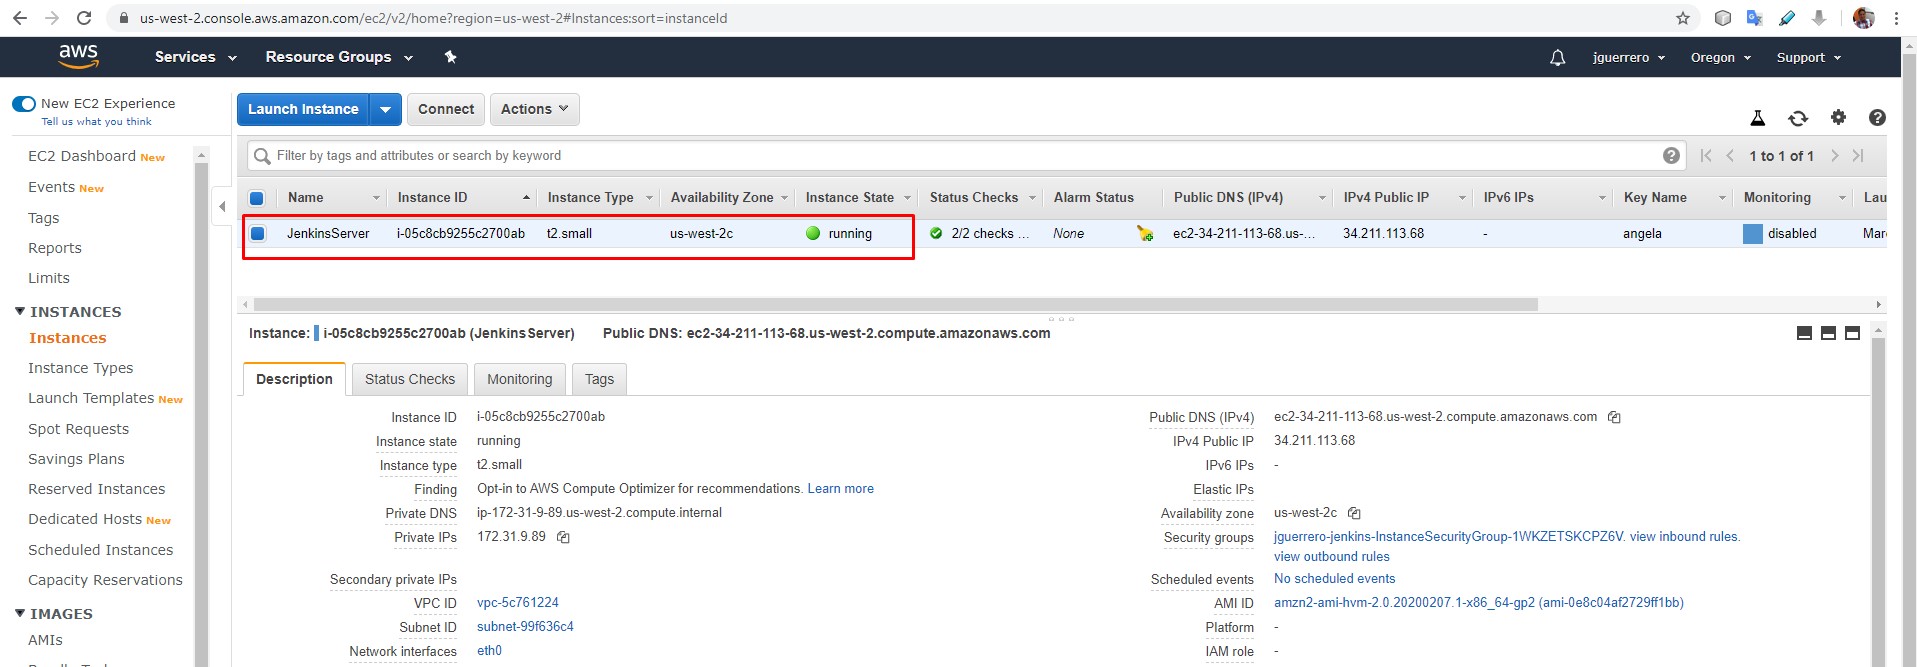 us-west-2.console.aws.amazon.com/ec2/v2/home?region=us-west-2#Instances:sort=instanceId
aws Services Resource Groups jguerrero Oregon Support
New EC2 Experience
Tell us what you think
Launch Instance Connect Actions
Filter by tags and attributes or search by keyword 1 to 1 of 1
Name Instance ID Instance Type Availability Zone Instance State Status Checks Alarm Status Public DNS (IPv4) IPv4 Public IP IPv6 IPs Key Name Monitoring Lau
JenkinsServer i-05c8cb9255c2700ab t2.small us-west-2c running 2/2 checks ... None ec2-34-211-113-68.us-... 34.211.113.68 - angela disabled Mar
EC2 Dashboard New
Events New
Tags
Reports
Limits
INSTANCES
Instances
Instance Types
Launch Templates New
Spot Requests
Savings Plans
Reserved Instances
Dedicated Hosts New
Scheduled Instances
Capacity Reservations
IMAGES
AMIs
Instance: i-05c8cb9255c2700ab (JenkinsServer) Public DNS: ec2-34-211-113-68.us-west-2.compute.amazonaws.com
Description Status Checks Monitoring Tags
Instance ID i-05c8cb9255c2700ab
Instance state running
Instance type t2.small
Finding Opt-in to AWS Compute Optimizer for recommendations. Learn more
Private DNS ip-172-31-9-89.us-west-2.compute.internal
Private IPs 172.31.9.89
Secondary private IPs
VPC ID vpc-5c761224
Subnet ID subnet-99f636c4
Network interfaces eth0
Public DNS (IPv4) ec2-34-211-113-68.us-west-2.compute.amazonaws.com
IPv4 Public IP 34.211.113.68
IPv6 IPs -
Elastic IPs
Availability zone us-west-2c
Security groups jguerrero-jenkins-InstanceSecurityGroup-1WKZETSKCPZ6V. view inbound rules.
view outbound rules
Scheduled events No scheduled events
AMI ID amzn2-ami-hvm-2.0.20200207.1-x86_64-gp2 (ami-0e8c04af2729ff1bb)
Platform -
IAM role -